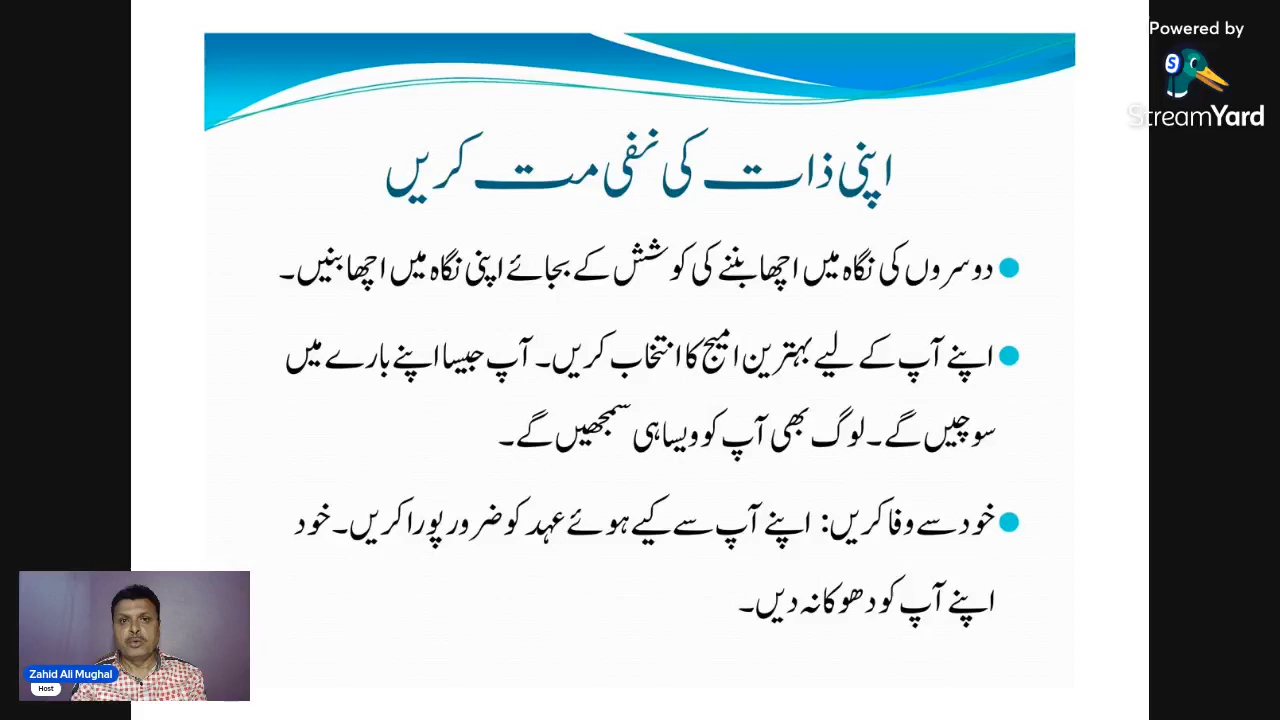 Powered by
StreamYard
اپنی ذات کی نفی مت کریں
دوسروں کی نگاہ میں اچھا بننے کی کوشش کے بجائے اپنی نگاہ میں اچھا بنیں۔
اپنے آپ کے لیے بہترین امیج کا انتخاب کریں۔ آپ جیسا اپنے بارے میں
سوچیں گے۔ لوگ بھی آپ کو ویسا ہی سمجھیں گے۔
خود سے وفا کریں: اپنے آپ سے کیے ہوئے عہد کو ضرور پورا کریں۔ خود
اپنے آپ کو دھوکا نہ دیں۔
Zahid Ali Mughal
Host